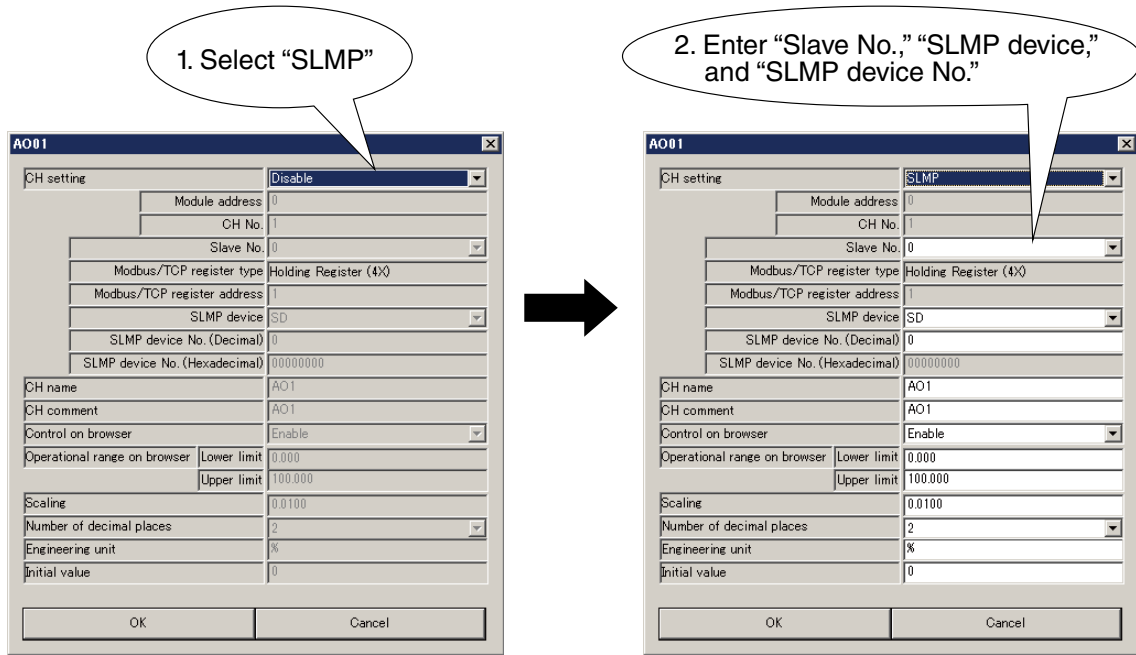 1. Select “SLMP”
2. Enter “Slave No.,” “SLMP device,”
and “SLMP device No.”
AO01
CH setting Disable
Module address 0
CH No. 1
Slave No. 0
Modbus/TCP register type Holding Register (4X)
Modbus/TCP register address 1
SLMP device SD
SLMP device No. (Decimal) 0
SLMP device No. (Hexadecimal) 00000000
CH name AO1
CH comment AO1
Control on browser Enable
Operational range on browser Lower limit 0.000
Upper limit 100.000
Scaling 0.0100
Number of decimal places 2
Engineering unit %
Initial value 0
OK Cancel
AO01
CH setting SLMP
Module address 0
CH No. 1
Slave No. 0
Modbus/TCP register type Holding Register (4X)
Modbus/TCP register address 1
SLMP device SD
SLMP device No. (Decimal) 0
SLMP device No. (Hexadecimal) 00000000
CH name AO1
CH comment AO1
Control on browser Enable
Operational range on browser Lower limit 0.000
Upper limit 100.000
Scaling 0.0100
Number of decimal places 2
Engineering unit %
Initial value 0
OK Cancel